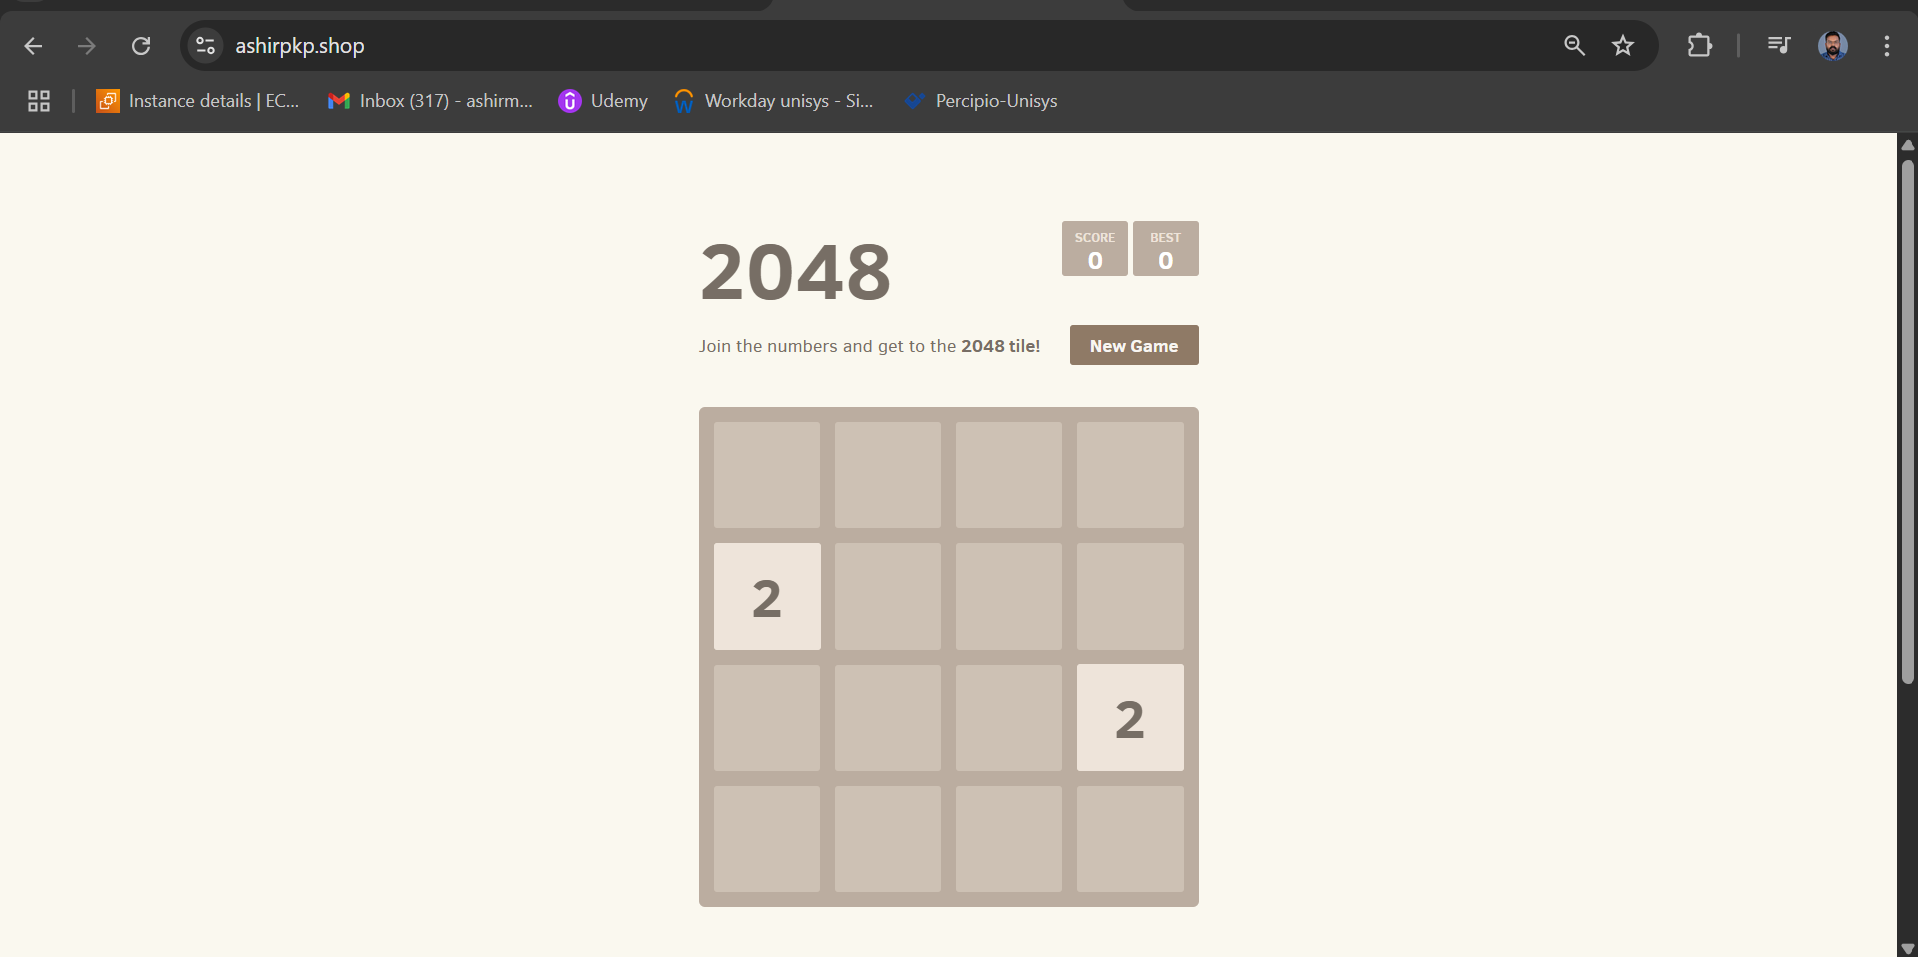 ashirpkp.shop
Instance details | EC... Inbox (317) - ashirm... Udemy Workday unisys - Si... Percipio-Unisys
2048
SCORE BEST
0 0
Join the numbers and get to the 2048 tile!
New Game
2
2